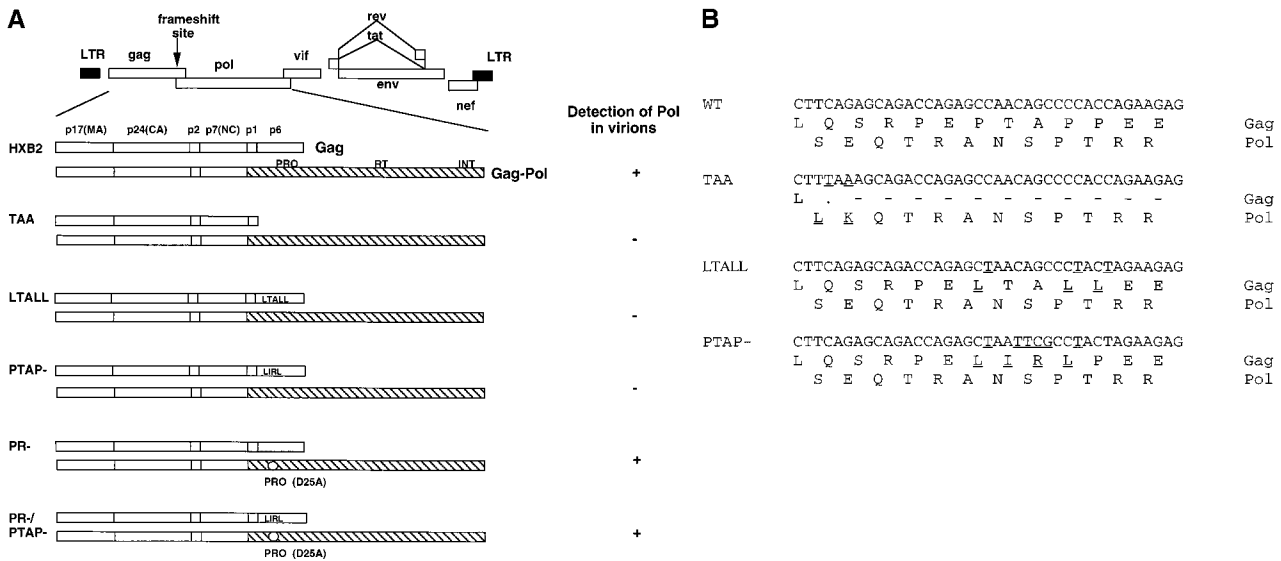 A
frameshift
site
rev
tat
LTR
gag
pol
vif
LTR
env
nef
Detection of Pol
in virions
p17(MA) p24(CA) p2 p7(NC) p1 p6
HXB2
Gag
PRO RT INT
Gag-Pol
+
TAA
-
LTALL
LTALL
-
PTAP-
LIRL
-
PR-
+
PRO (D25A)
PR-/
PTAP-
LIRL
+
PRO (D25A)
B
WT CTTCAGAGCAGACCAGAGCCAACAGCCCCACCAGAAGAG
L Q S R P E P T A P P E E Gag
S E Q T R A N S P T R R Pol
TAA CTTTAAAGCAGACCAGAGCCAACAGCCCCACCAGAAGAG
L . - - - - - - - - - - - Gag
L K Q T R A N S P T R R Pol
LTALL CTTCAGAGCAGACCAGAGCTAACAGCCCTACTAGAAGAG
L Q S R P E L T A L L E E Gag
S E Q T R A N S P T R R Pol
PTAP- CTTCAGAGCAGACCAGAGCTAATTCGCCTACTAGAAGAG
L Q S R P E L I R L P E E Gag
S E Q T R A N S P T R R Pol